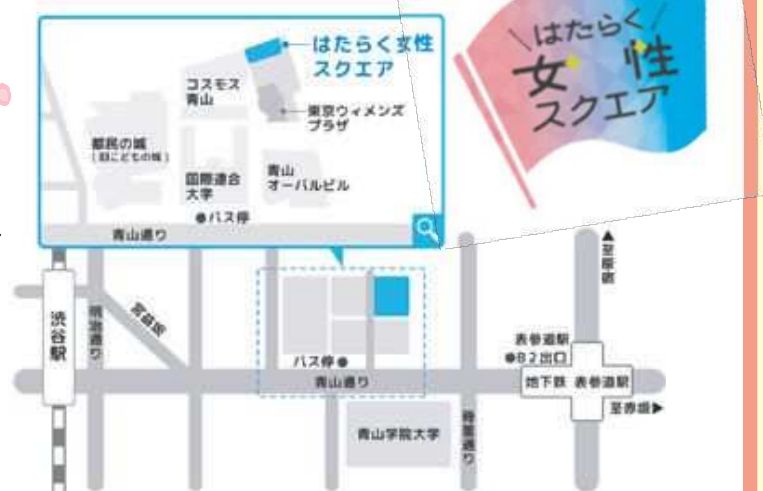 はたらく女性
スクエア
コスモス
青山
東京ウィメンズ
プラザ
都民の城
(旧こどもの城)
国際連合
大学
青山
オーバルビル
●バス停
青山通り
＼はたらく／
女性
スクエア
▲至原宿
渋谷駅
明治通り
宮益坂
バス停●
青山通り
表参道駅
●B2出口
地下鉄 表参道駅
至赤坂▶
青山学院大学
骨董通り